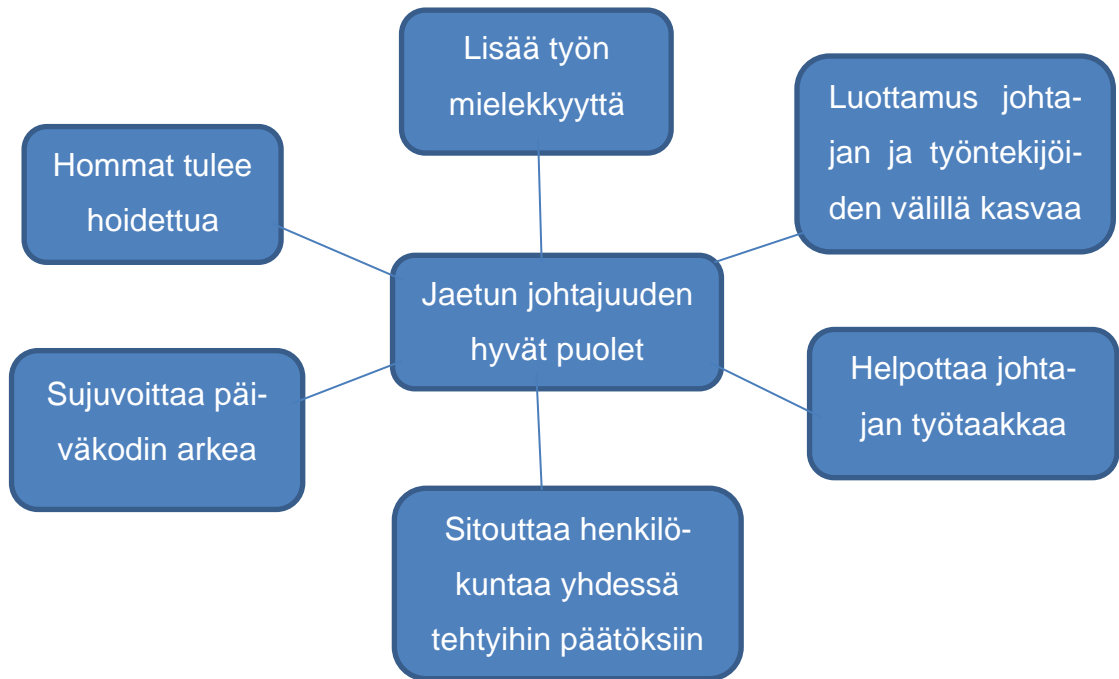 Lisää työn
mielekkyyttä
Luottamus johta-
jan ja työntekijöi-
den välillä kasvaa
Hommat tulee
hoidettua
Jaetun johtajuuden
hyvät puolet
Helpottaa johta-
jan työtaakkaa
Sujuvoittaa päi-
väkodin arkea
Sitouttaa henkilö-
kuntaa yhdessä
tehtyihin päätöksiin